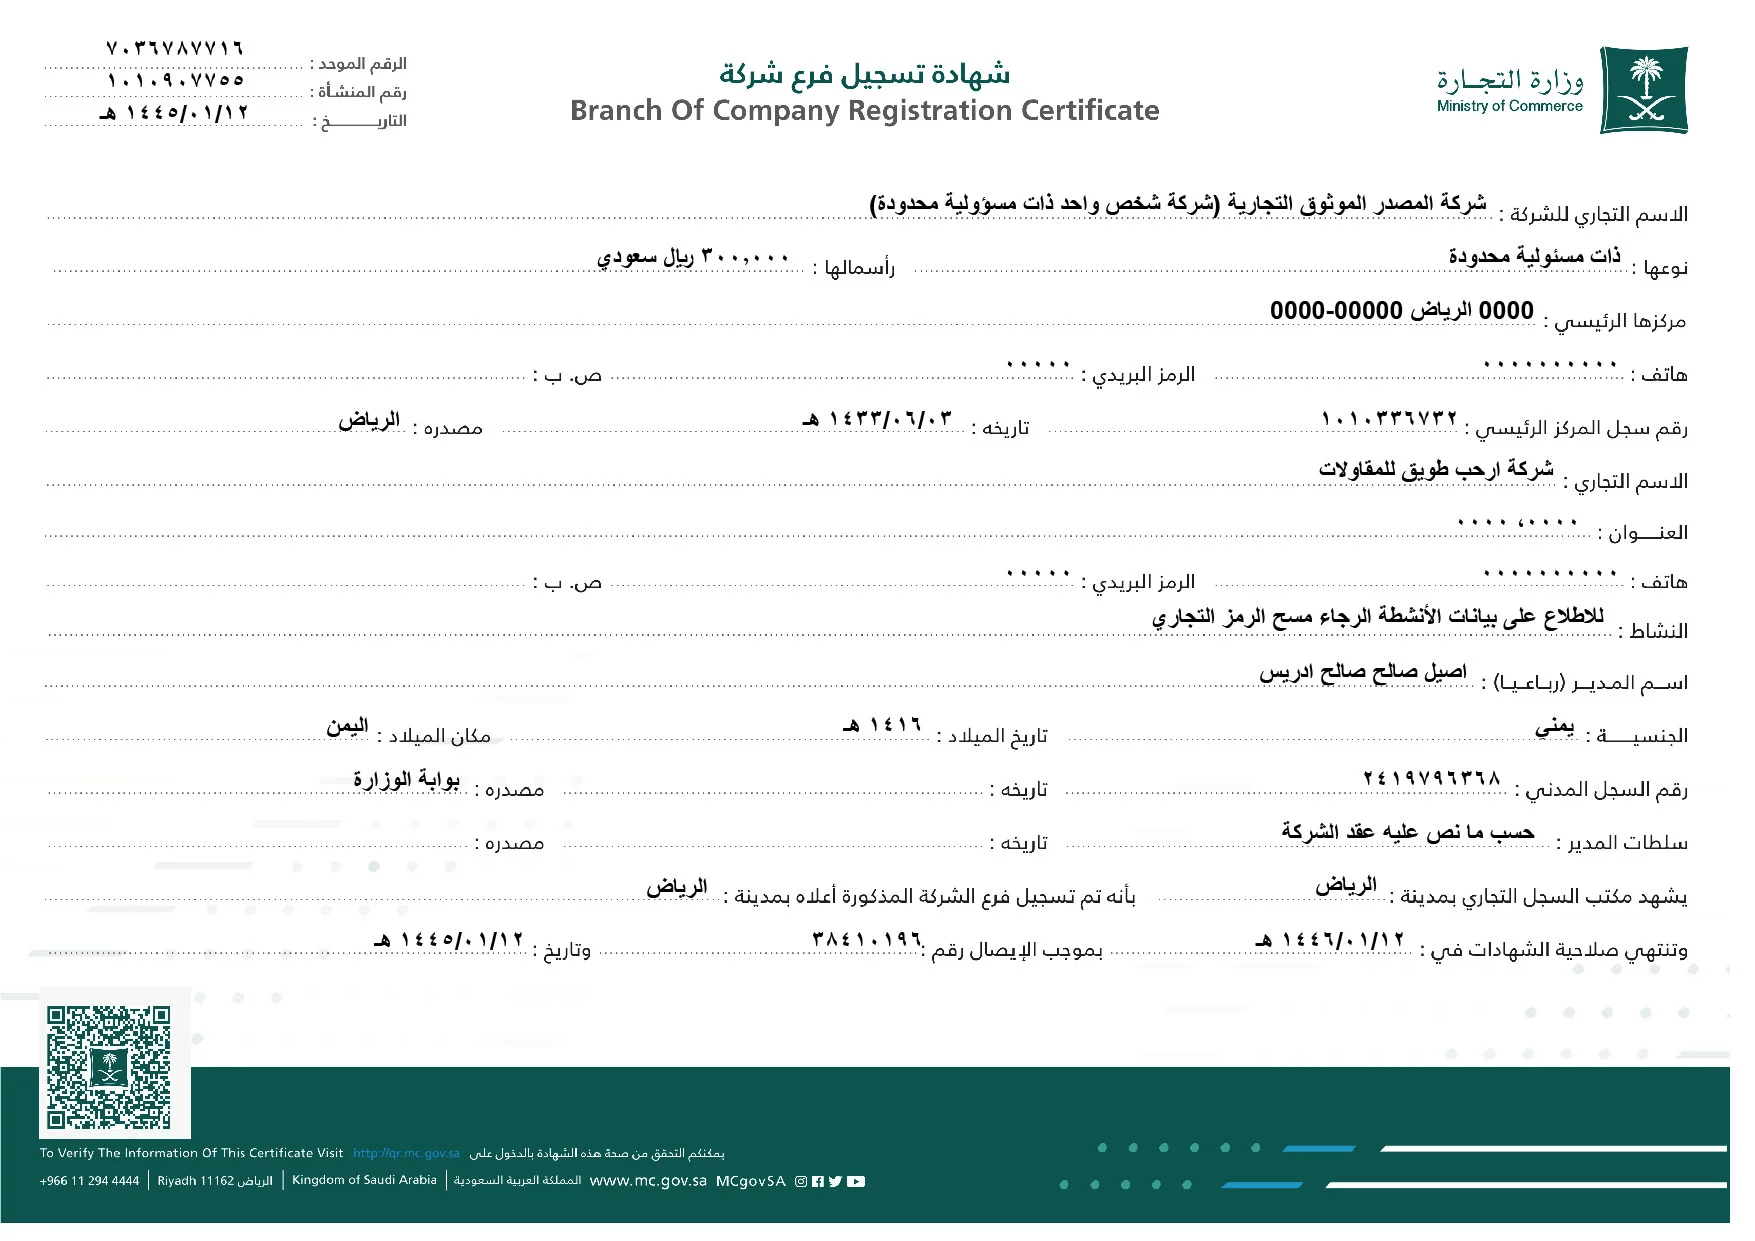 وزارة التجارة
Ministry of Commerce
شهادة تسجيل فرع شركة
Branch Of Company Registration Certificate
الرقم الموحد : ٧٠٣٦٧٨٧٧١٦
رقم المنشأة : ١٠١٠٩٠٧٧٥٥
التاريـــــــخ : ١٤٤٥/٠١/١٢ هـ
الاسم التجاري للشركة : شركة المصدر الموثوق التجارية (شركة شخص واحد ذات مسؤولية محدودة)
نوعها : ذات مسئولية محدودة رأسمالها : ٣٠٠,٠٠٠ ريال سعودي
مركزها الرئيسي : 0000 الرياض 00000-0000
هاتف : ٠٠٠٠٠٠٠٠٠٠ الرمز البريدي : ٠٠٠٠٠ ص. ب :
رقم سجل المركز الرئيسي : ١٠١٠٣٣٦٧٣٢ تاريخه : ١٤٣٣/٠٦/٠٣ هـ مصدره : الرياض
الاسم التجاري : شركة ارحب طويق للمقاولات
العنـــوان : ٠٠٠٠، ٠٠٠٠
هاتف : ٠٠٠٠٠٠٠٠٠٠ الرمز البريدي : ٠٠٠٠٠ ص. ب :
النشاط : للاطلاع على بيانات الأنشطة الرجاء مسح الرمز التجاري
اســم المـديـــر (ربـاعـيـا) : اصيل صالح صالح ادريس
الجنسيــــة : يمني تاريخ الميلاد : ١٤١٦ هـ مكان الميلاد : اليمن
رقم السجل المدني : ٢٤١٩٧٩٦٣٦٨ تاريخه : مصدره : بوابة الوزارة
سلطات المدير : حسب ما نص عليه عقد الشركة تاريخه : مصدره :
يشهد مكتب السجل التجاري بمدينة : الرياض بأنه تم تسجيل فرع الشركة المذكورة أعلاه بمدينة : الرياض
وتنتهي صلاحية الشهادات في : ١٤٤٦/٠١/١٢ هـ بموجب الإيصال رقم : ٣٨٤١٠١٩٦ وتاريخ : ١٤٤٥/٠١/١٢ هـ
To Verify The Information Of This Certificate Visit http://qr.mc.gov.sa يمكنكم التحقق من صحة هذه الشهادة بالدخول على
+966 11 294 4444 | Riyadh 11162 الرياض | Kingdom of Saudi Arabia | المملكة العربية السعودية www.mc.gov.sa MCgovSA